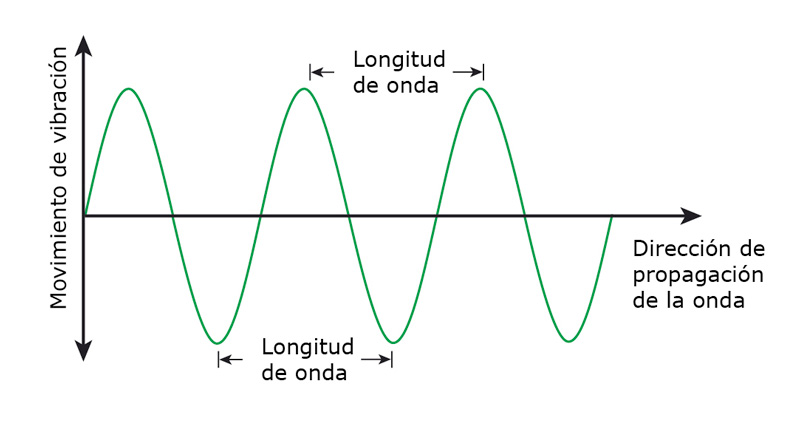 Longitud
de onda
Movimiento de vibración
Dirección de
propagación
de la onda
Longitud
de onda